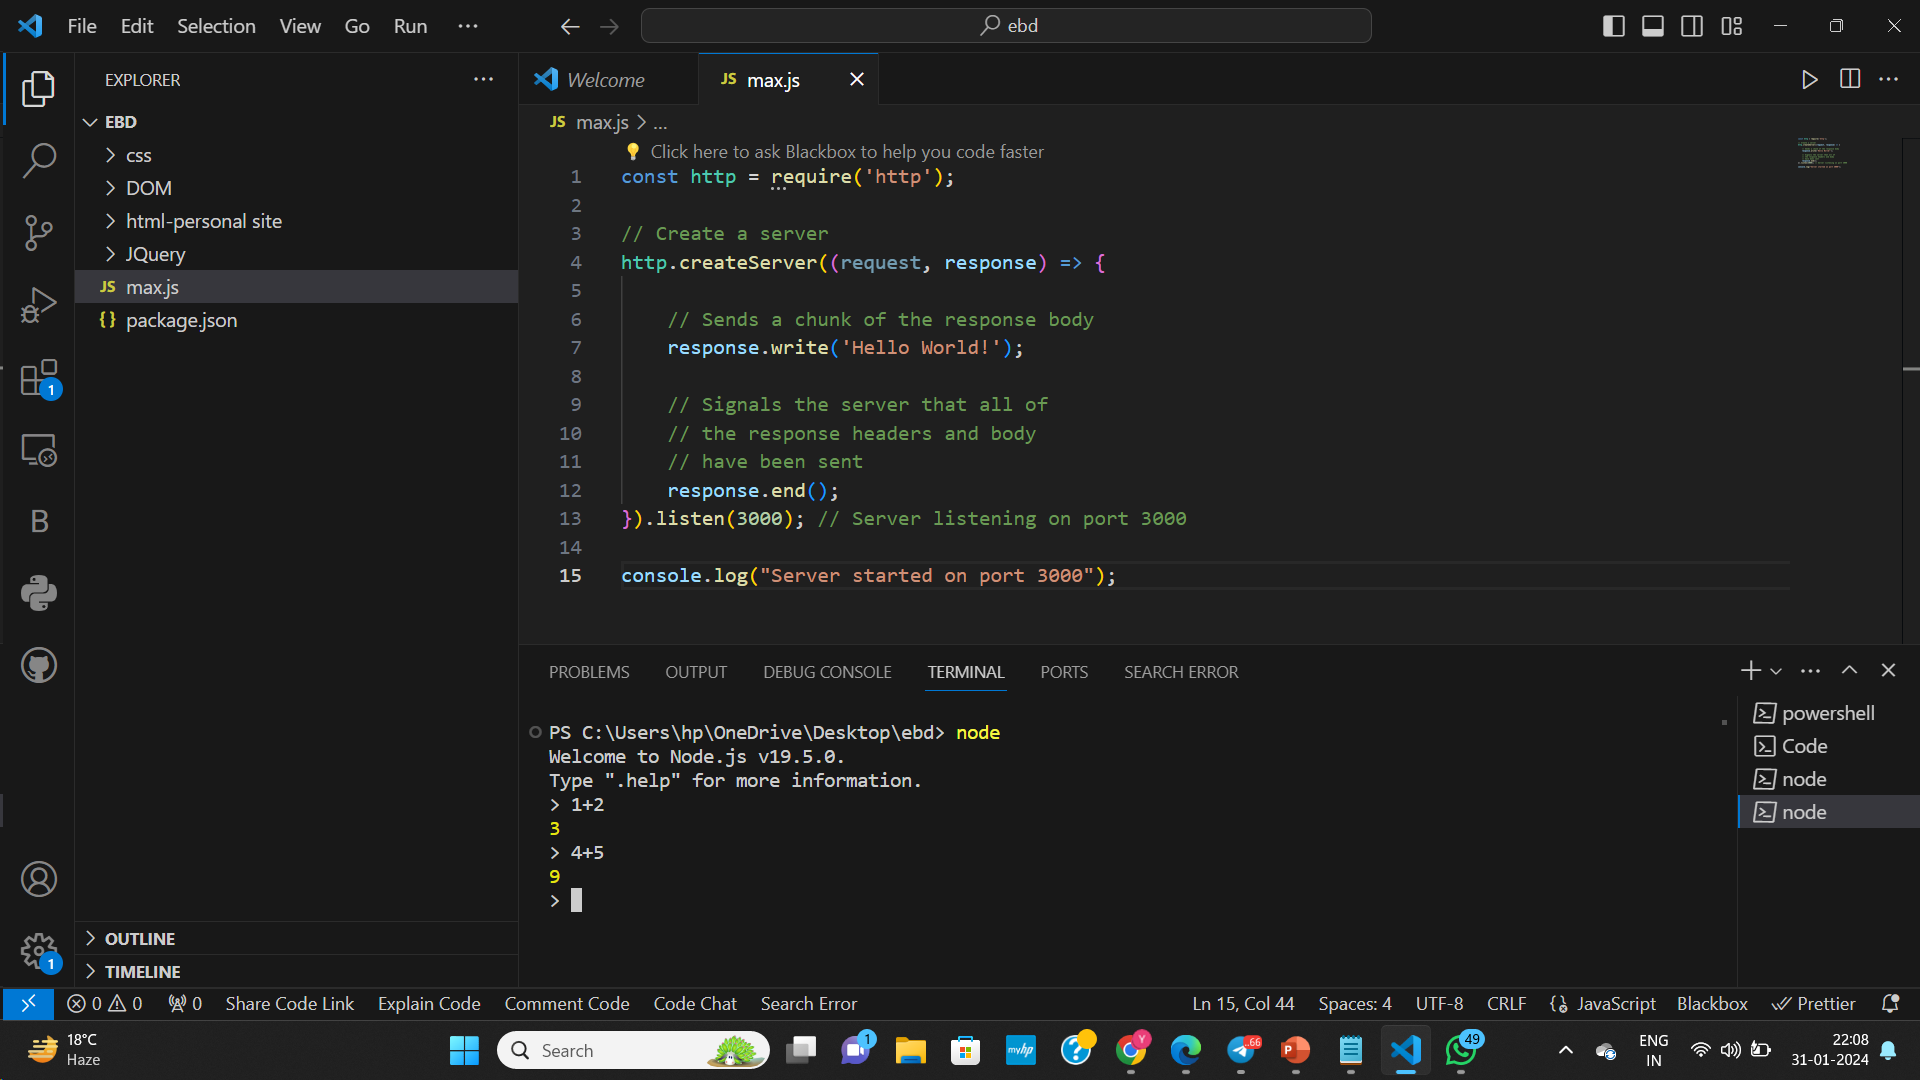 File Edit Selection View Go Run ...
ebd
EXPLORER
EBD
css
DOM
html-personal site
JQuery
JS max.js
{} package.json
OUTLINE
TIMELINE
Welcome
JS max.js
JS max.js > ...
Click here to ask Blackbox to help you code faster
1 const http = require('http');
2
3 // Create a server
4 http.createServer((request, response) => {
5
6 // Sends a chunk of the response body
7 response.write('Hello World!');
8
9 // Signals the server that all of
10 // the response headers and body
11 // have been sent
12 response.end();
13 }).listen(3000); // Server listening on port 3000
14
15 console.log("Server started on port 3000");
PROBLEMS OUTPUT DEBUG CONSOLE TERMINAL PORTS SEARCH ERROR
PS C:\Users\hp\OneDrive\Desktop\ebd> node
Welcome to Node.js v19.5.0.
Type ".help" for more information.
> 1+2
3
> 4+5
9
>
powershell
Code
node
node
1
B
1
0 0 0 Share Code Link Explain Code Comment Code Code Chat Search Error Ln 15, Col 44 Spaces: 4 UTF-8 CRLF JavaScript Blackbox Prettier
18°C
Haze
Search
1
myhp
?
Y
.66
P
49
ENG
IN
22:08
31-01-2024